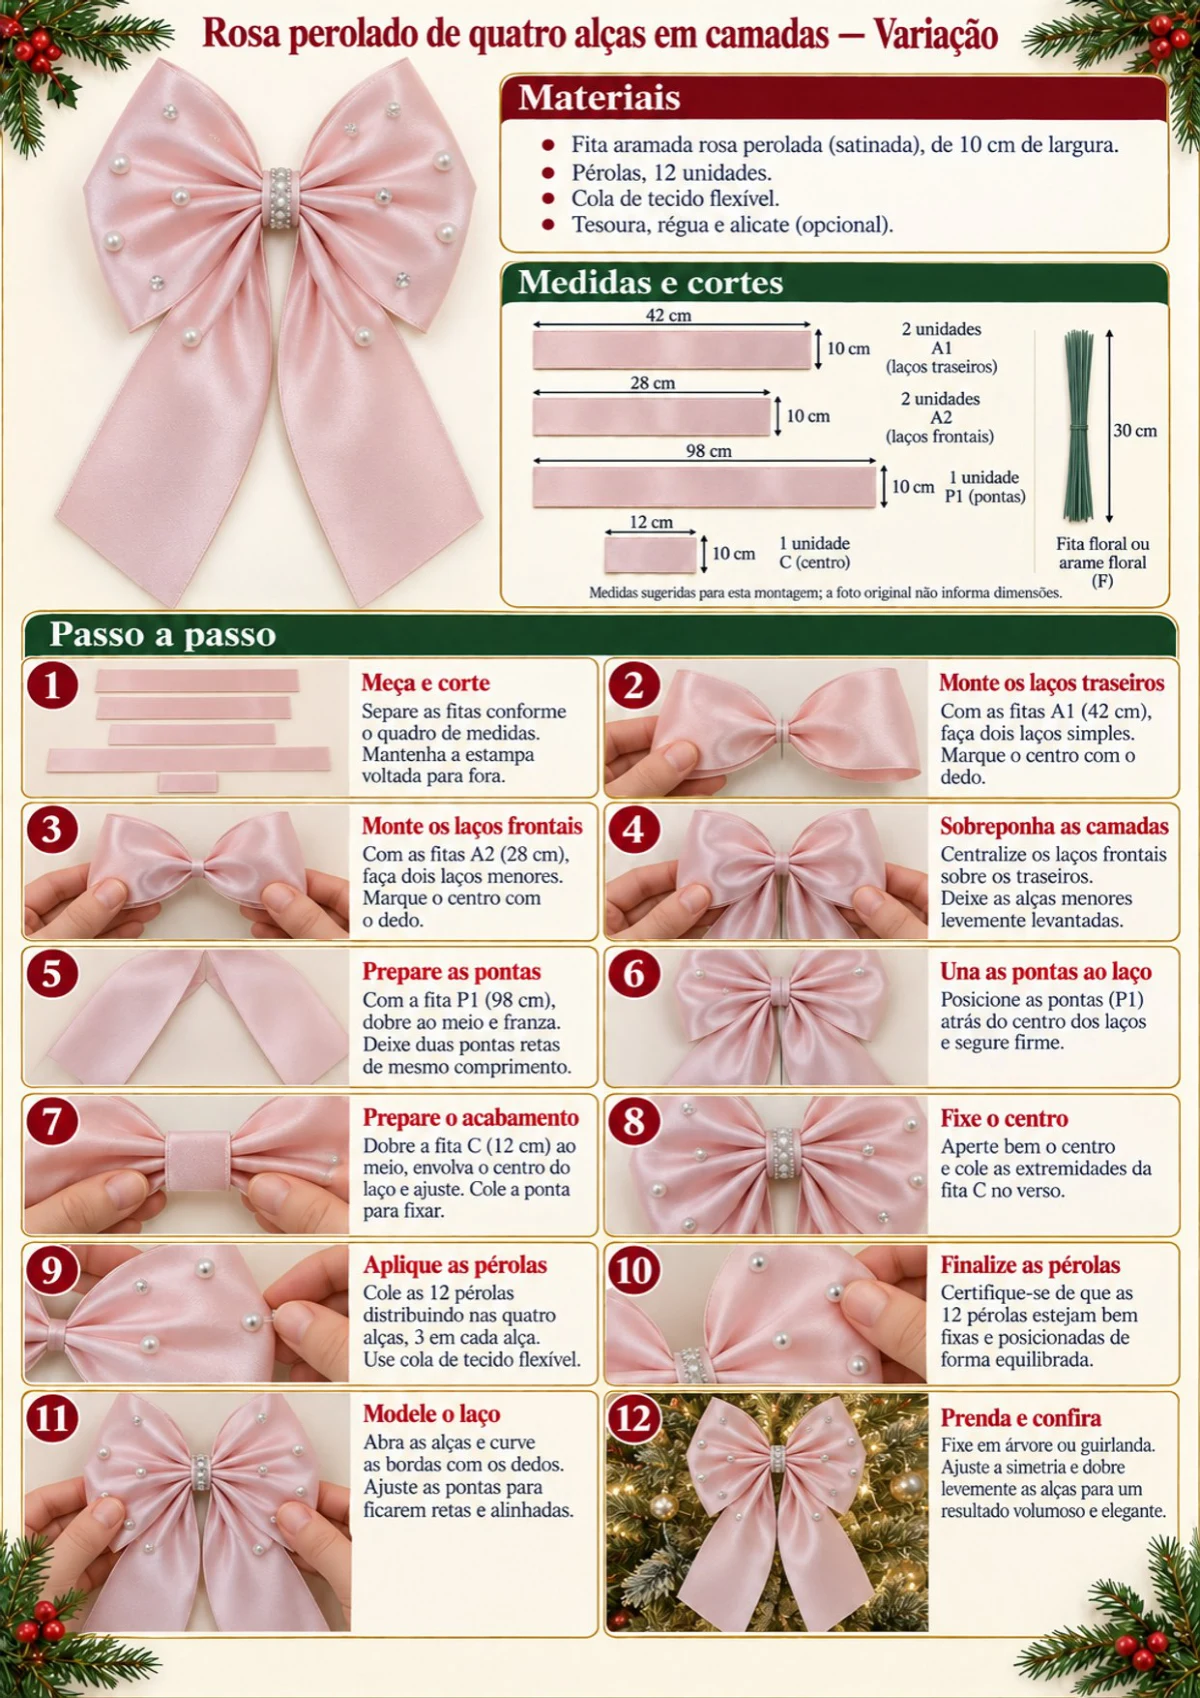 Rosa perolado de quatro alças em camadas — Variação
Materiais
Fita aramada rosa perolada (satinada), de 10 cm de largura.
Pérolas, 12 unidades.
Cola de tecido flexível.
Tesoura, régua e alicate (opcional).
Medidas e cortes
42 cm
10 cm
2 unidades
A1
(laços traseiros)
28 cm
10 cm
2 unidades
A2
(laços frontais)
98 cm
10 cm
1 unidade
P1 (pontas)
12 cm
10 cm
1 unidade
C (centro)
30 cm
Fita floral ou
arame floral
(F)
Medidas sugeridas para esta montagem; a foto original não informa dimensões.
Passo a passo
1
Meça e corte
Separe as fitas conforme
o quadro de medidas.
Mantenha a estampa
voltada para fora.
2
Monte os laços traseiros
Com as fitas A1 (42 cm),
faça dois laços simples.
Marque o centro com o
dedo.
3
Monte os laços frontais
Com as fitas A2 (28 cm),
faça dois laços menores.
Marque o centro com
o dedo.
4
Sobreponha as camadas
Centralize os laços frontais
sobre os traseiros.
Deixe as alças menores
levemente levantadas.
5
Prepare as pontas
Com a fita P1 (98 cm),
dobre ao meio e franza.
Deixe duas pontas retas
de mesmo comprimento.
6
Una as pontas ao laço
Posicione as pontas (P1)
atrás do centro dos laços
e segure firme.
7
Prepare o acabamento
Dobre a fita C (12 cm) ao
meio, envolva o centro do
laço e ajuste. Cole a ponta
para fixar.
8
Fixe o centro
Aperte bem o centro
e cole as extremidades da
fita C no verso.
9
Aplique as pérolas
Cole as 12 pérolas
distribuindo nas quatro
alças, 3 em cada alça.
Use cola de tecido flexível.
10
Finalize as pérolas
Certifique-se de que as
12 pérolas estejam bem
fixas e posicionadas de
forma equilibrada.
11
Modele o laço
Abra as alças e curve
as bordas com os dedos.
Ajuste as pontas para
ficarem retas e alinhadas.
12
Prenda e confira
Fixe em árvore ou guirlanda.
Ajuste a simetria e dobre
levemente as alças para um
resultado volumoso e elegante.